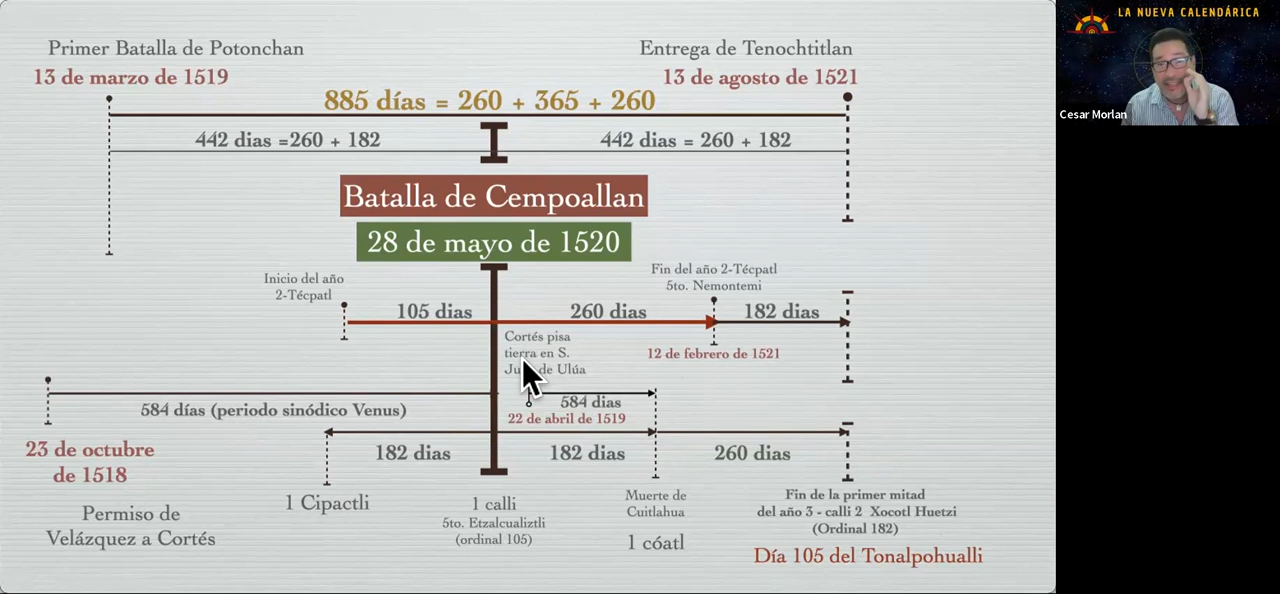 LA NUEVA CALENDÁRICA
Cesar Morlan
Primer Batalla de Potonchan
13 de marzo de 1519
Entrega de Tenochtitlan
13 de agosto de 1521
885 días = 260 + 365 + 260
442 dias =260 + 182
442 dias = 260 + 182
Batalla de Cempoallan
28 de mayo de 1520
Inicio del año
2-Técpatl
Fin del año 2-Técpatl
5to. Nemontemi
105 dias
260 dias
182 dias
Cortés pisa
tierra en S.
de Ulúa
12 de febrero de 1521
584 días (periodo sinódico Venus)
584 dias
22 de abril de 1519
23 de octubre
de 1518
182 dias
182 dias
260 dias
Permiso de
Velázquez a Cortés
1 Cipactli
1 calli
5to. Etzalcualiztli
(ordinal 105)
Muerte de
Cuitlahua
1 cóatl
Fin de la primer mitad
del año 3 - calli 2 Xocotl Huetzi
(Ordinal 182)
Día 105 del Tonalpohualli